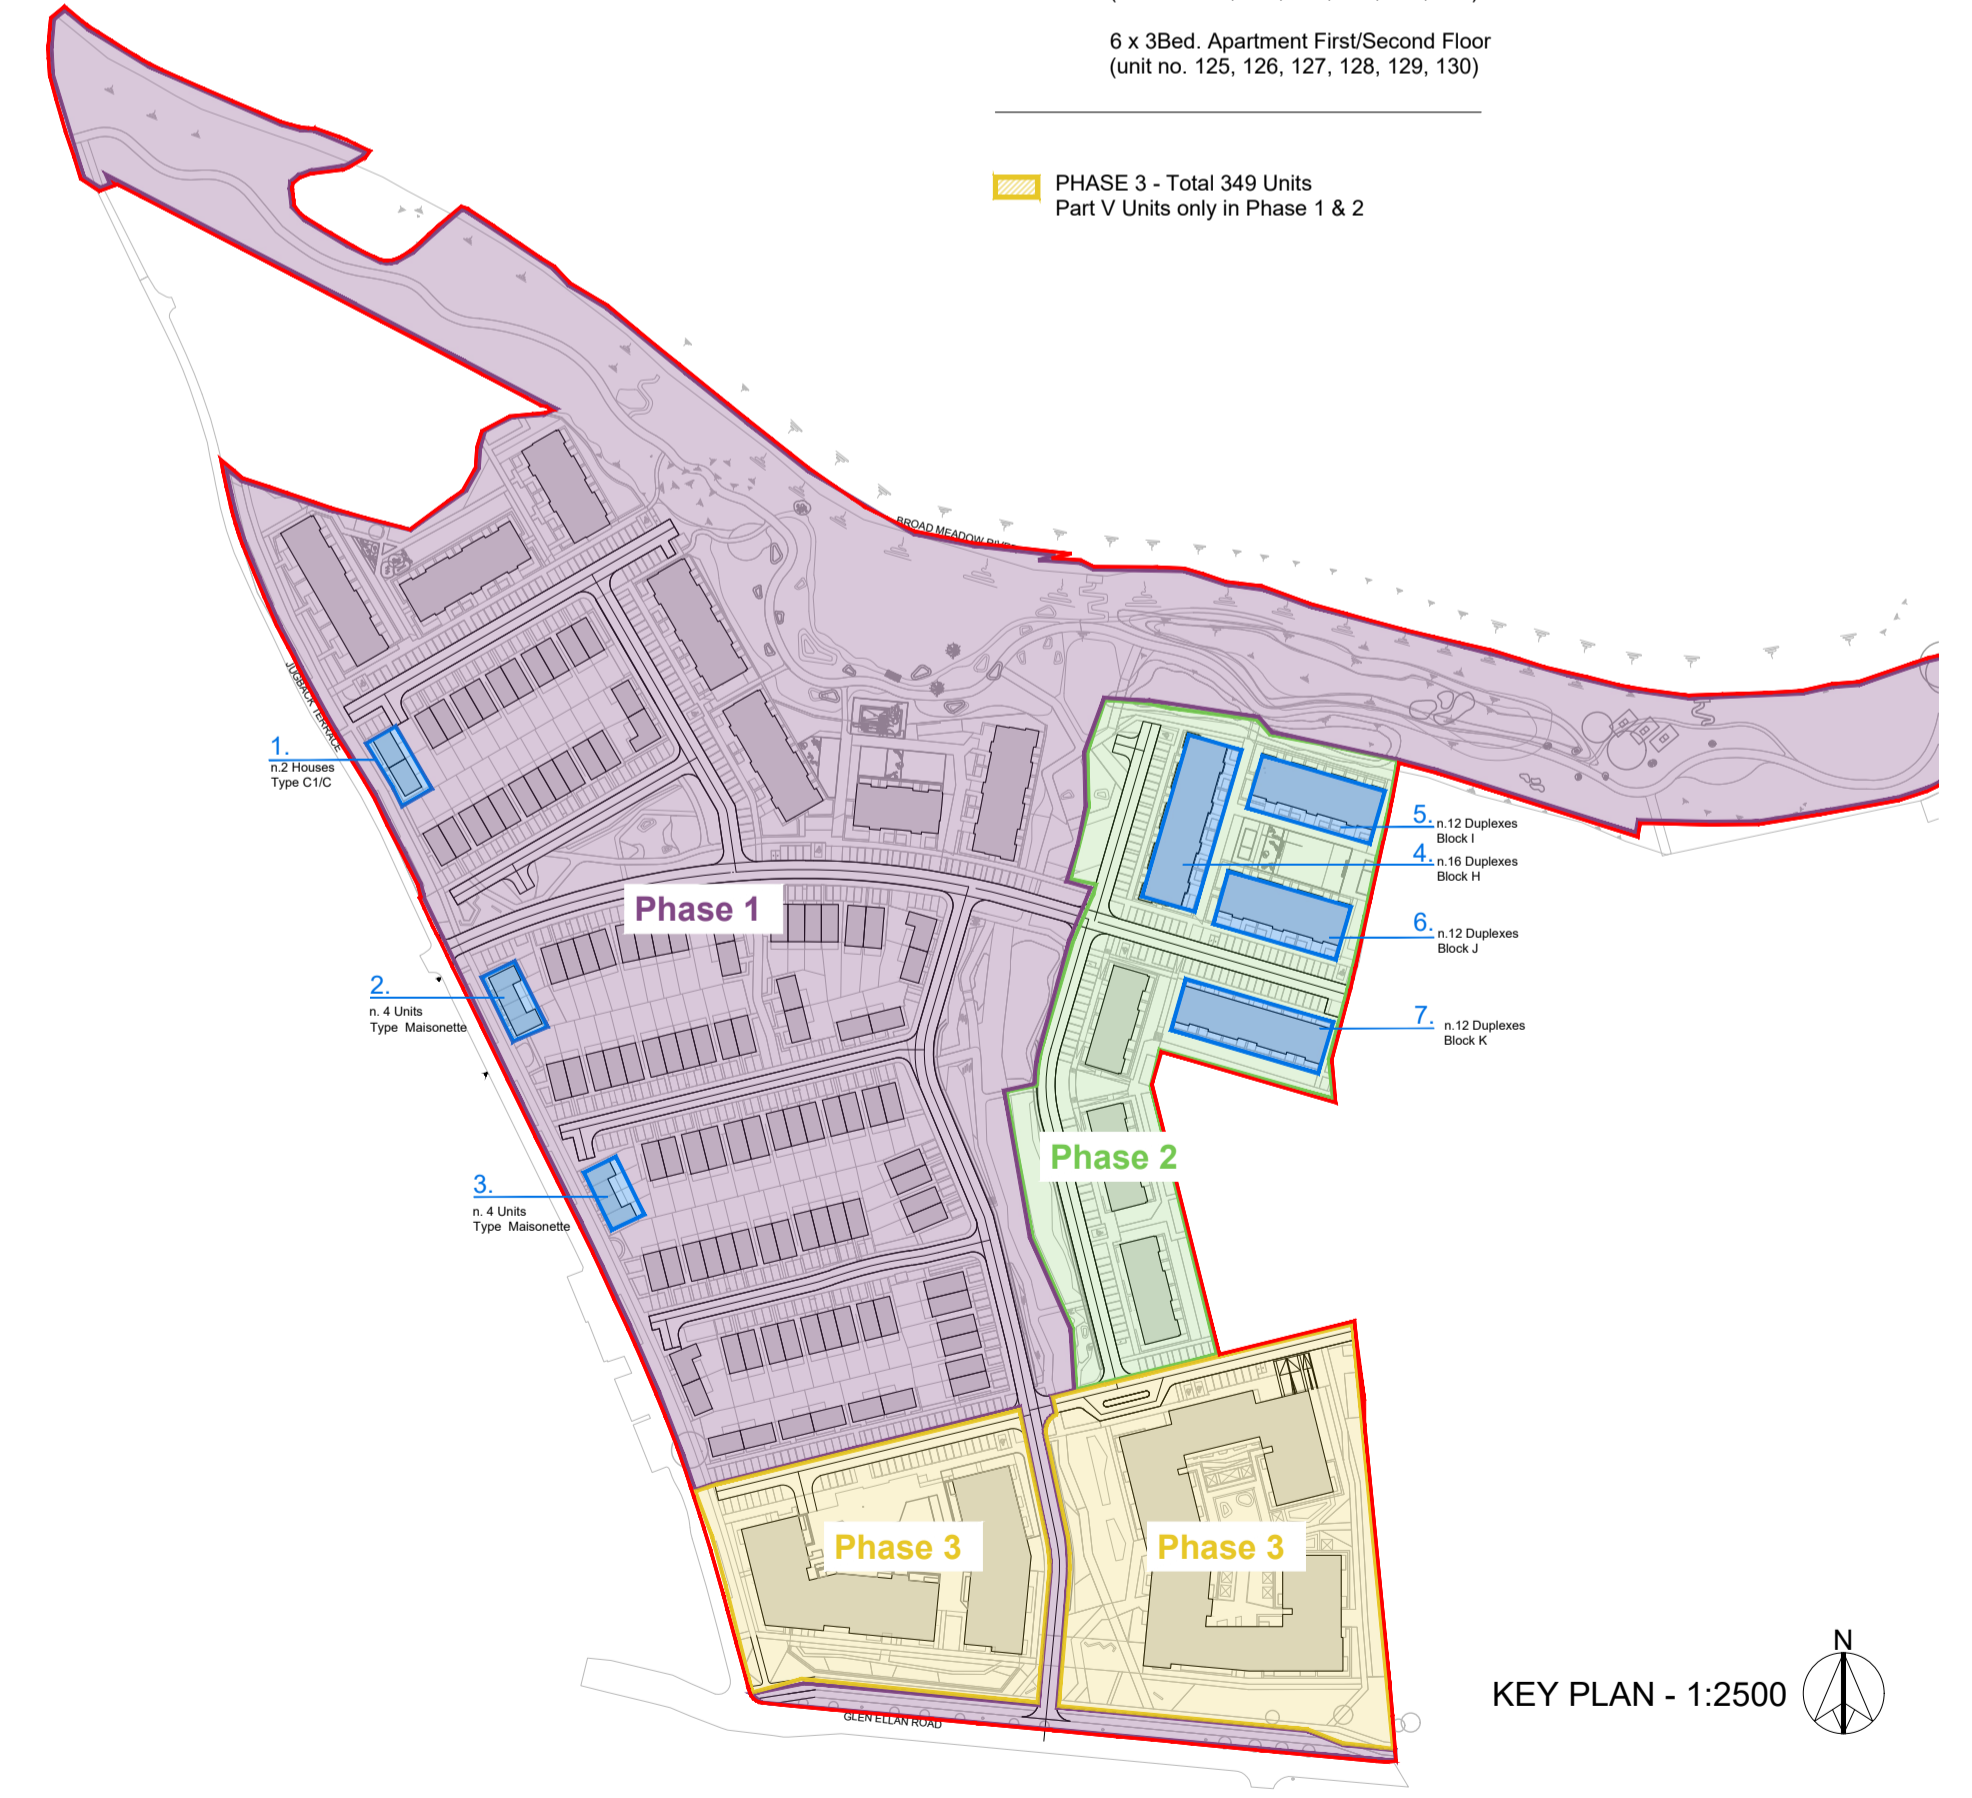 6 x 3Bed. Apartment First/Second Floor
(unit no. 125, 126, 127, 128, 129, 130)
PHASE 3 - Total 349 Units
Part V Units only in Phase 1 & 2
BROAD MEADOW
JUGBACK TERRACE
1.
n.2 Houses
Type C1/C
5.
n.12 Duplexes
Block I
4.
n.16 Duplexes
Block H
Phase 1
6.
n.12 Duplexes
Block J
2.
n. 4 Units
Type Maisonette
7.
n.12 Duplexes
Block K
Phase 2
3.
n. 4 Units
Type Maisonette
Phase 3
Phase 3
N
KEY PLAN - 1:2500
GLEN ELLAN ROAD